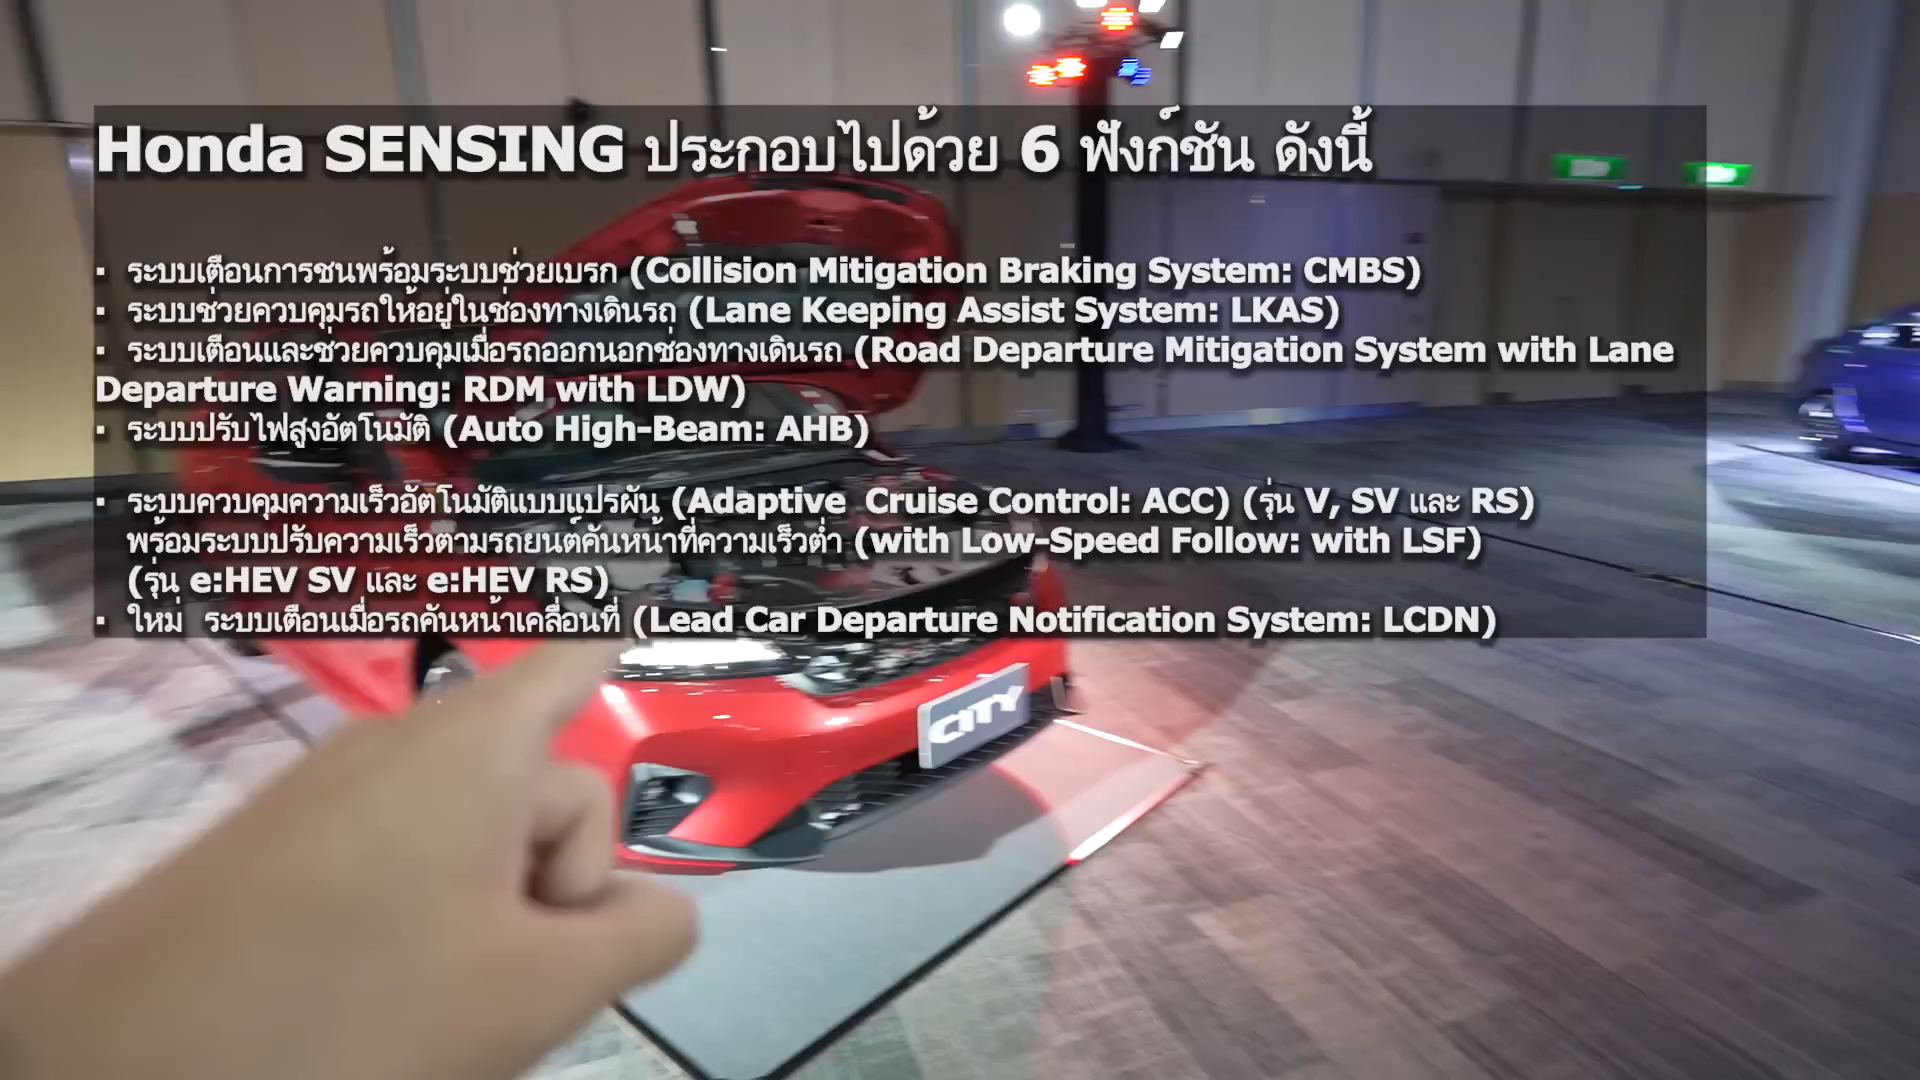 Honda SENSING ประกอบไปด้วย 6 ฟังก์ชัน ดังนี้
▪ ระบบเตือนการชนพร้อมระบบช่วยเบรก (Collision Mitigation Braking System: CMBS)
▪ ระบบช่วยควบคุมรถให้อยู่ในช่องทางเดินรถ (Lane Keeping Assist System: LKAS)
▪ ระบบเตือนและช่วยควบคุมเมื่อรถออกนอกช่องทางเดินรถ (Road Departure Mitigation System with Lane
Departure Warning: RDM with LDW)
▪ ระบบปรับไฟสูงอัตโนมัติ (Auto High-Beam: AHB)
▪ ระบบควบคุมความเร็วอัตโนมัติแบบแปรผัน (Adaptive Cruise Control: ACC) (รุ่น V, SV และ RS)
พร้อมระบบปรับความเร็วตามรถยนต์คันหน้าที่ความเร็วต่ำ (with Low-Speed Follow: with LSF)
(รุ่น e:HEV SV และ e:HEV RS)
▪ ใหม่ ระบบเตือนเมื่อรถคันหน้าเคลื่อนที่ (Lead Car Departure Notification System: LCDN)
CITY